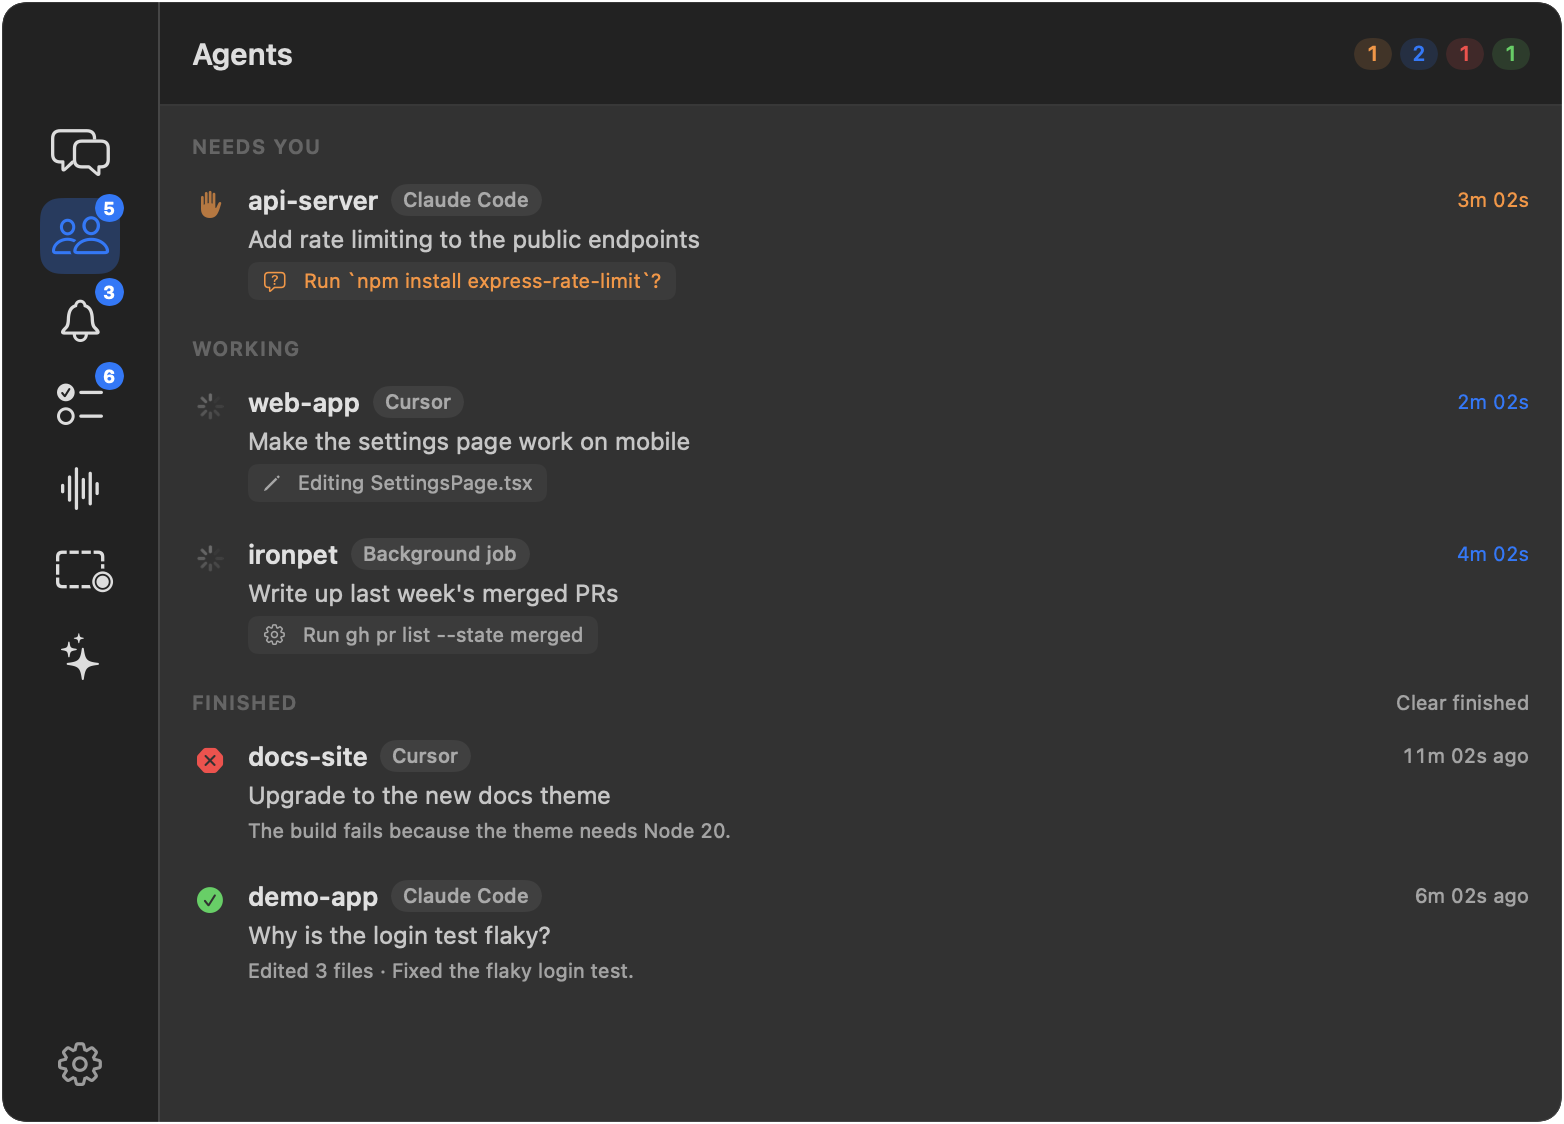 Agents
1 2 1 1
5
3
6
NEEDS YOU
api-server Claude Code 3m 02s
Add rate limiting to the public endpoints
Run `npm install express-rate-limit`?
WORKING
web-app Cursor 2m 02s
Make the settings page work on mobile
Editing SettingsPage.tsx
ironpet Background job 4m 02s
Write up last week's merged PRs
Run gh pr list --state merged
FINISHED Clear finished
docs-site Cursor 11m 02s ago
Upgrade to the new docs theme
The build fails because the theme needs Node 20.
demo-app Claude Code 6m 02s ago
Why is the login test flaky?
Edited 3 files · Fixed the flaky login test.